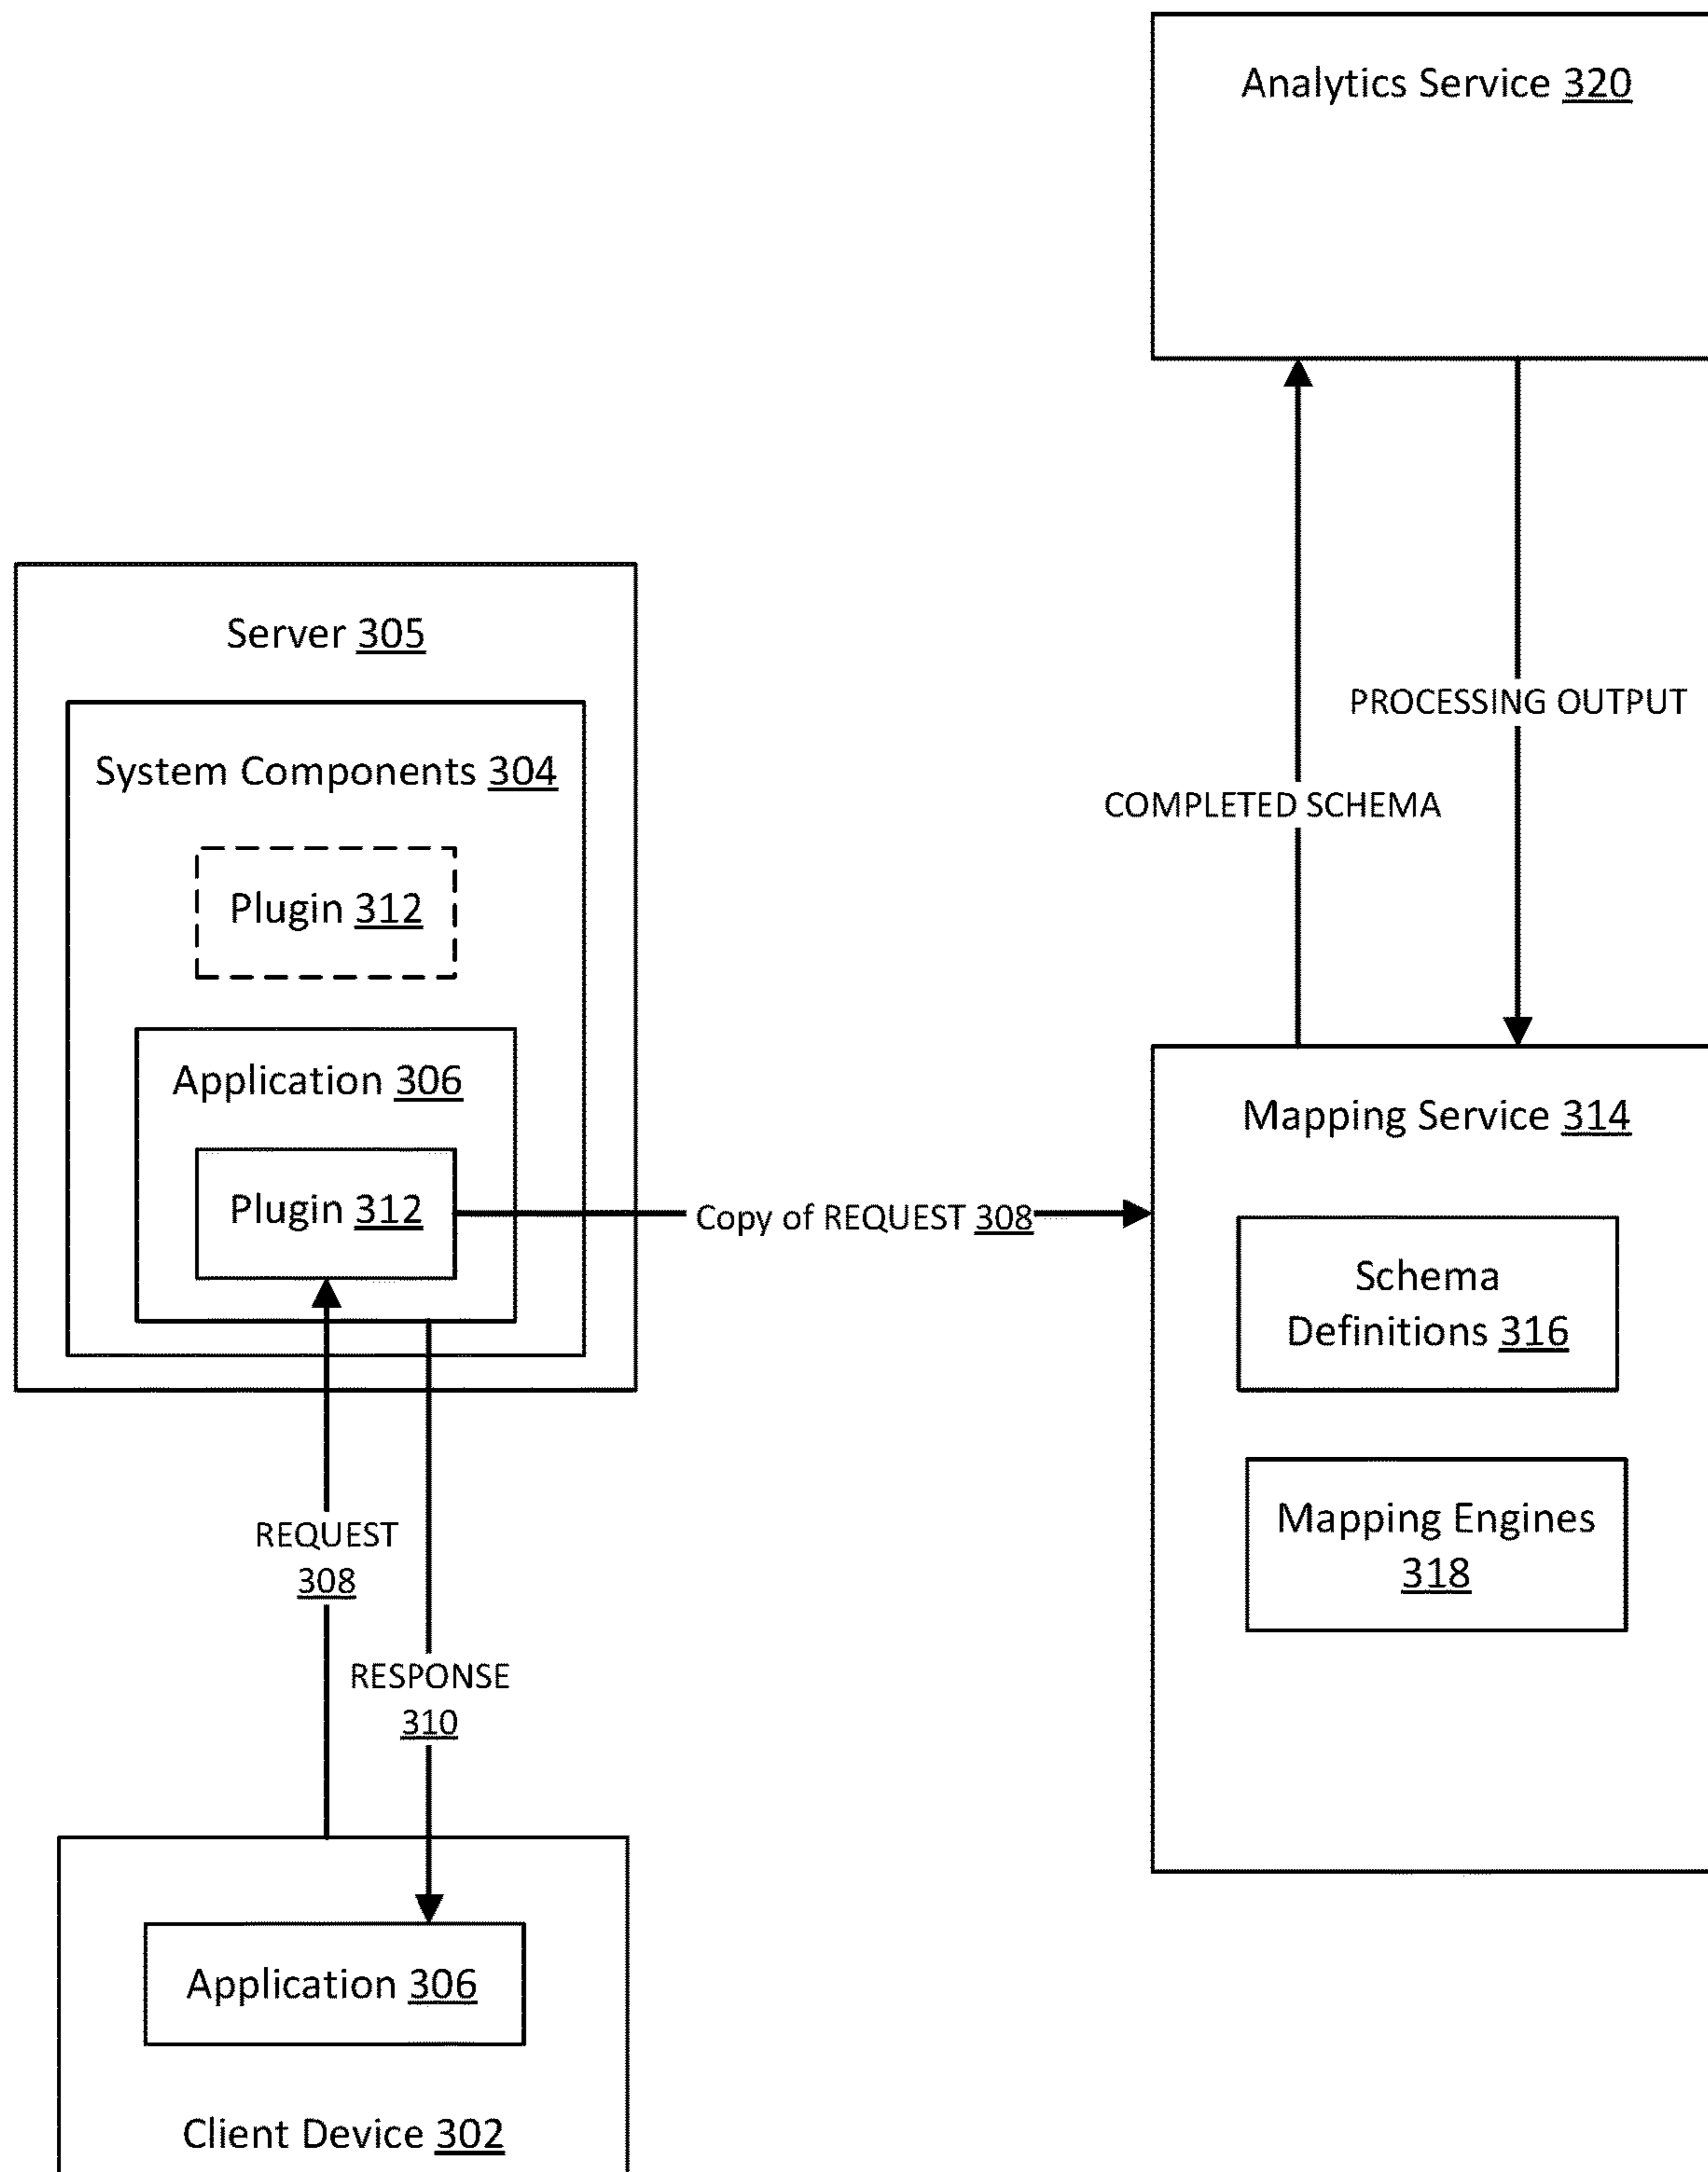 Analytics Service 320
Server 305
System Components 304
Plugin 312
Application 306
Plugin 312
PROCESSING OUTPUT
COMPLETED SCHEMA
Copy of REQUEST 308
Mapping Service 314
Schema
Definitions 316
Mapping Engines
318
REQUEST
308
RESPONSE
310
Application 306
Client Device 302